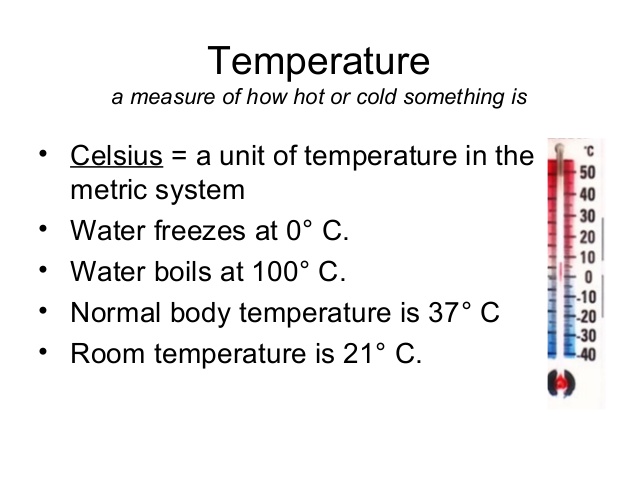 Temperature
a measure of how hot or cold something is
• Celsius = a unit of temperature in the
metric system
• Water freezes at 0° C.
• Water boils at 100° C.
• Normal body temperature is 37° C
• Room temperature is 21° C.
°C
50
40
30
20
10
0
-10
-20
-30
-40